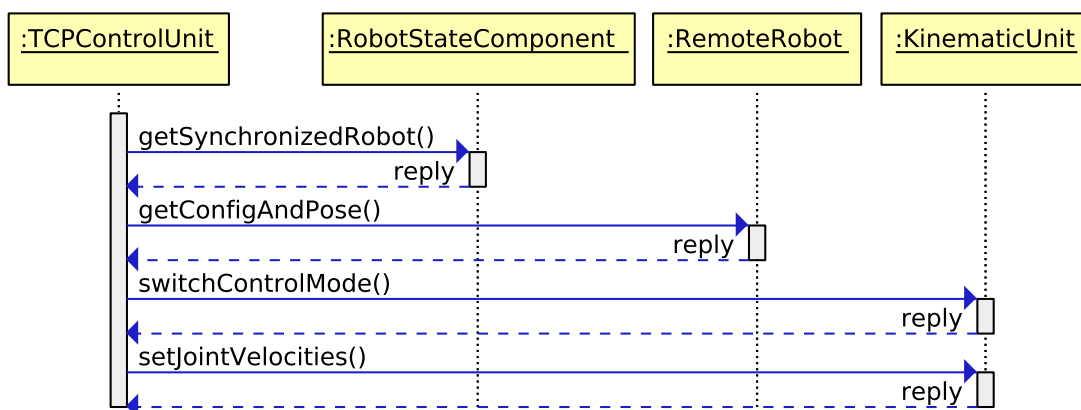 :TCPControlUnit :RobotStateComponent :RemoteRobot :KinematicUnit
getSynchronizedRobot()
reply
getConfigAndPose()
reply
switchControlMode()
reply
setJointVelocities()
reply